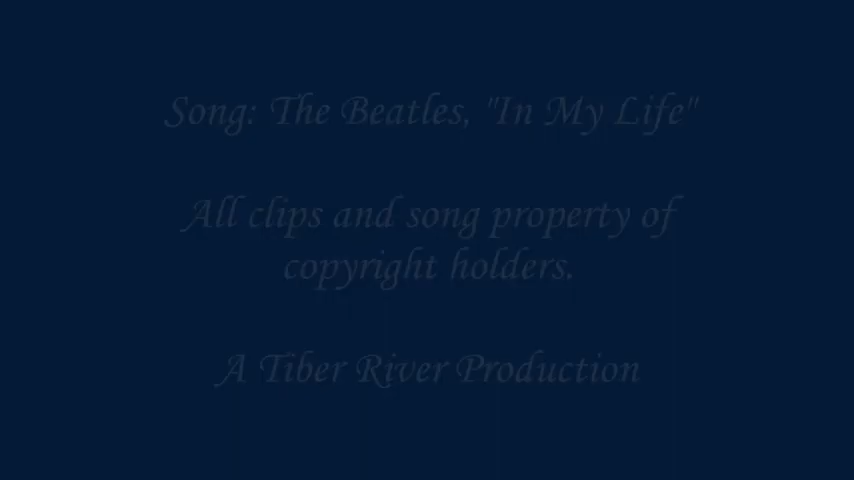 Song: The Beatles, "In My Life"
All clips and song property of
copyright holders.
A Tiber River Production